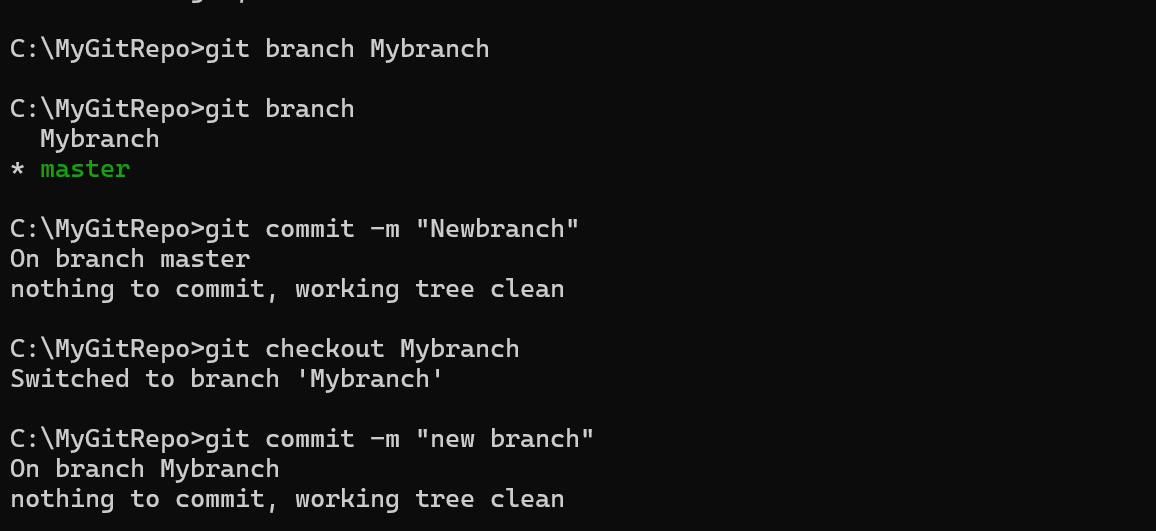 C:\MyGitRepo>git branch Mybranch
C:\MyGitRepo>git branch
Mybranch
* master
C:\MyGitRepo>git commit -m "Newbranch"
On branch master
nothing to commit, working tree clean
C:\MyGitRepo>git checkout Mybranch
Switched to branch 'Mybranch'
C:\MyGitRepo>git commit -m "new branch"
On branch Mybranch
nothing to commit, working tree clean